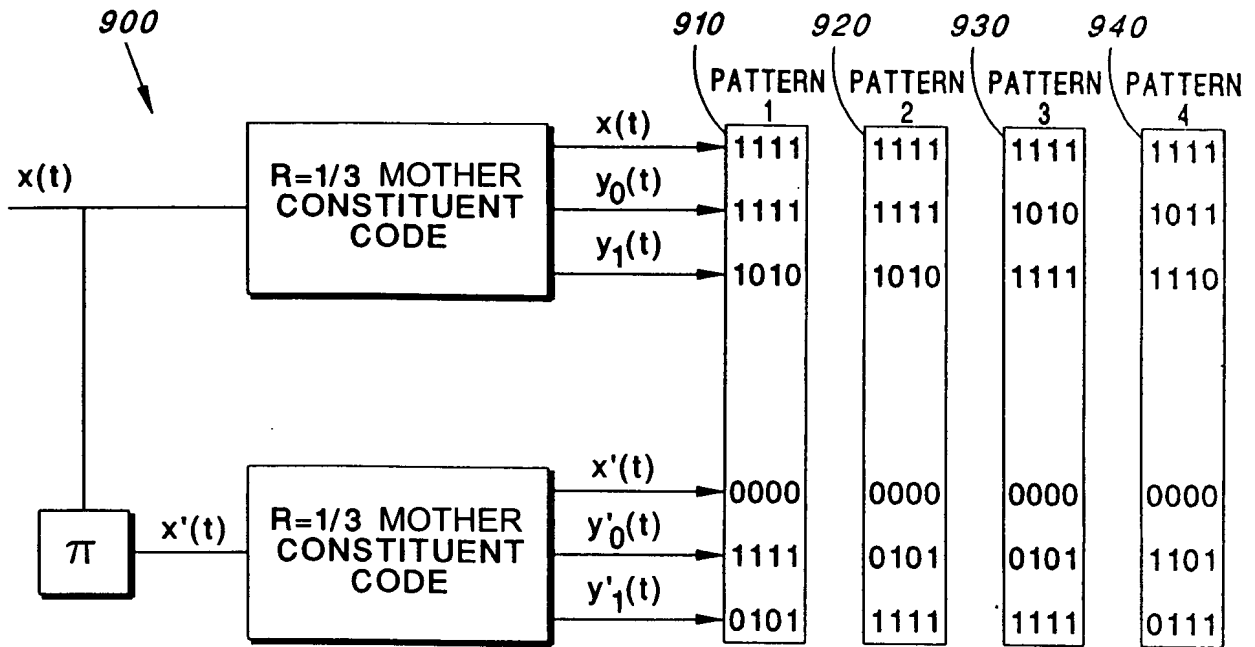 900
910
920
930
940
PATTERN 1
PATTERN 2
PATTERN 3
PATTERN 4
x(t)
R=1/3 MOTHER
CONSTITUENT
CODE
x(t)
y0(t)
y1(t)
1111 1111 1111 1111
1111 1111 1010 1011
1010 1010 1111 1110
π
x'(t)
R=1/3 MOTHER
CONSTITUENT
CODE
x'(t)
y'0(t)
y'1(t)
0000 0000 0000 0000
1111 0101 0101 1101
0101 1111 1111 0111